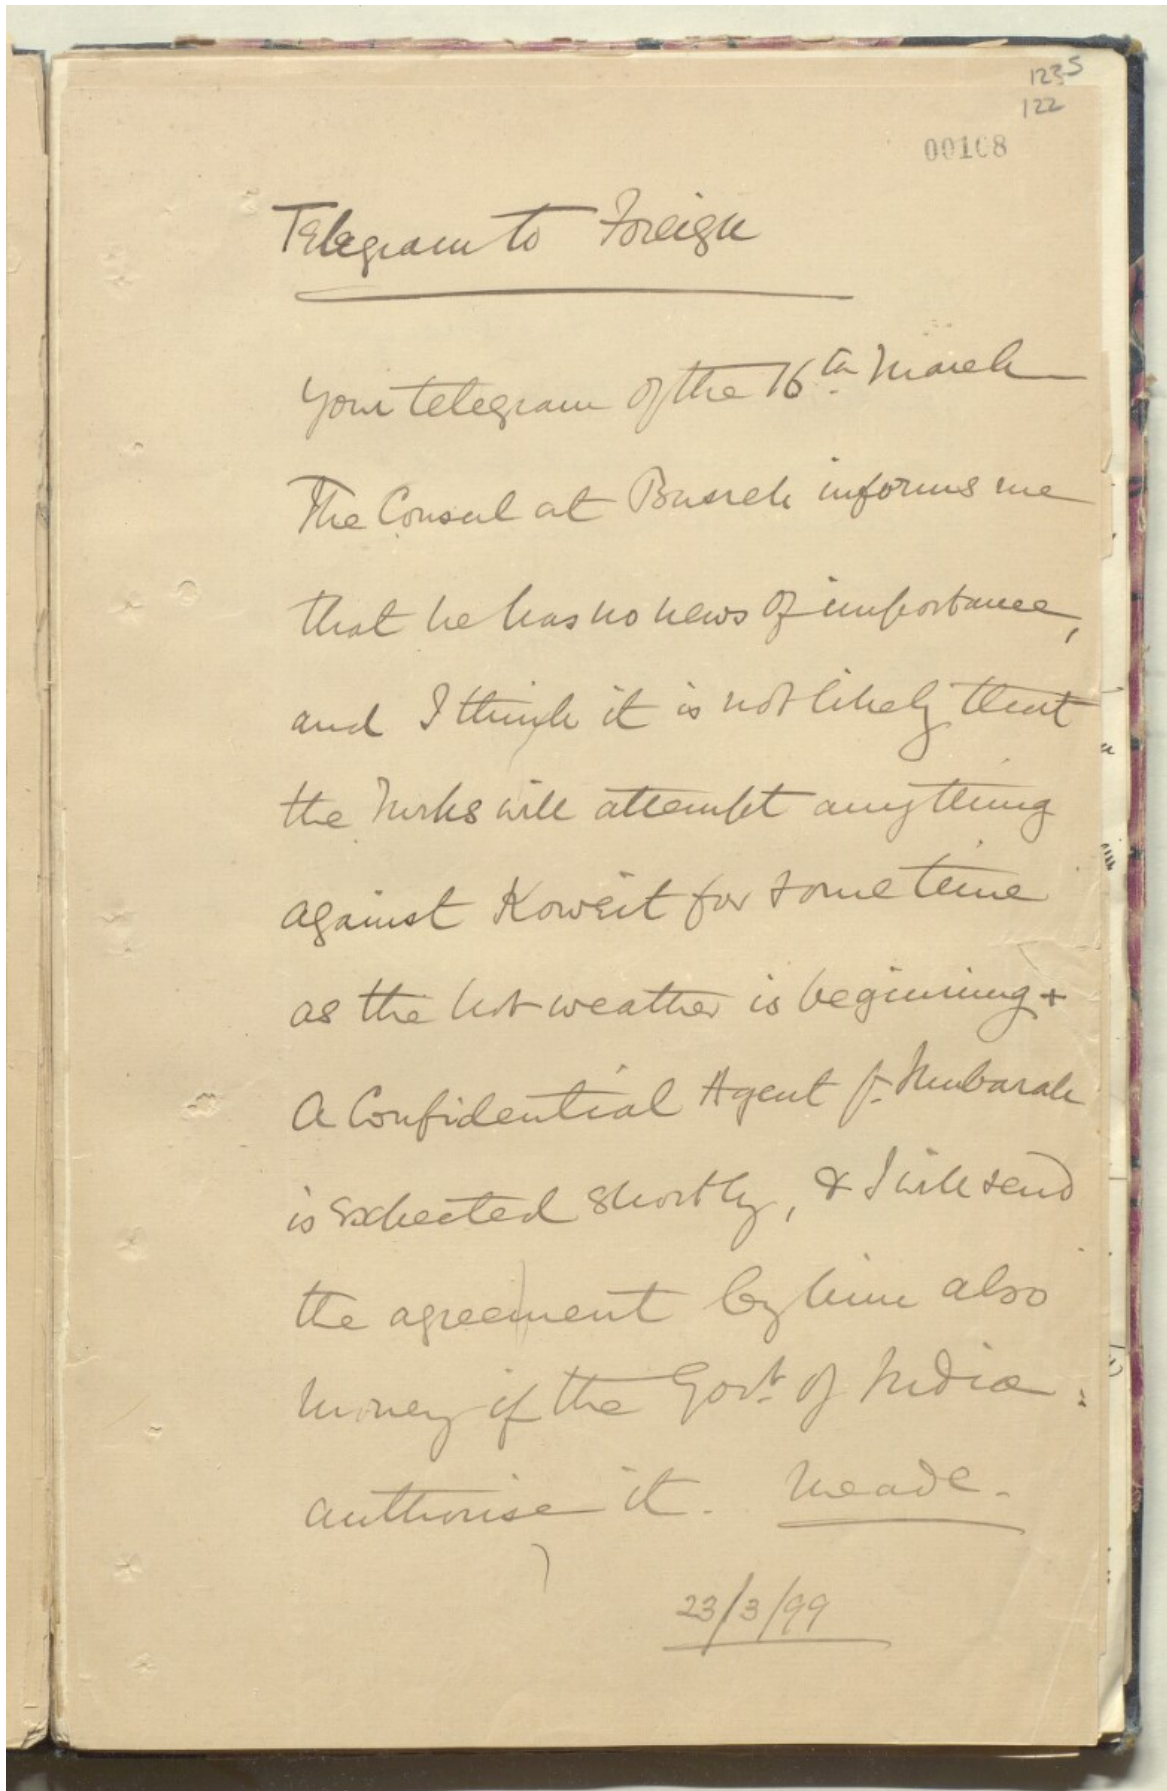 1235
122
00108
Telegram to Foreign
Your telegram of the 16th March
The Consul at Busreh informs me
that he has no news of importance,
and I think it is not likely that
the Turks will attempt anything
against Koweit for some time
as the hot weather is beginning +
A Confidential Agent f. Mubarak
is expected shortly, & I will send
the agreement by him also
money if the Govt. of India
authorise it. Meade.
23/3/99